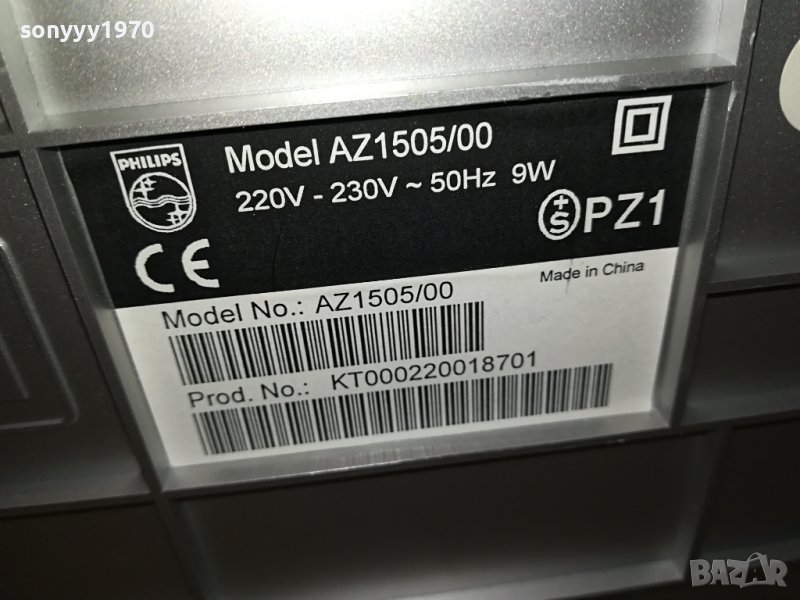 sonyyy1970
PHILIPS
Model AZ1505/00
220V - 230V ~ 50Hz 9W
+S PZ1
CE
Made in China
Model No.: AZ1505/00
Prod. No.: KT000220018701
BAZAR